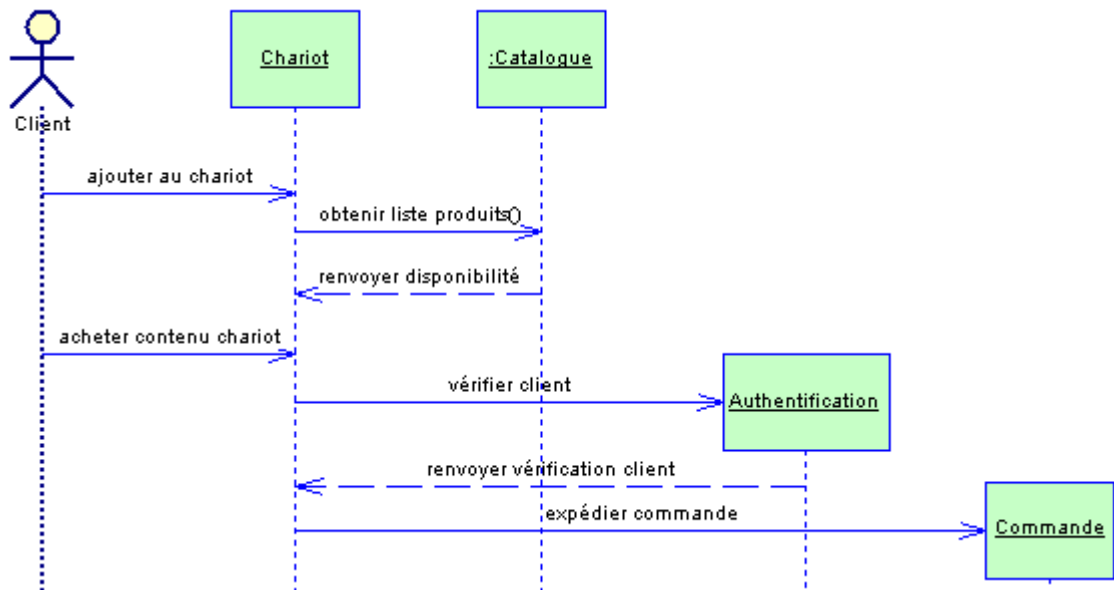 Chariot
:Catalogue
Client
ajouter au chariot
obtenir liste produits()
renvoyer disponibilité
acheter contenu chariot
vérifier client
Authentification
renvoyer vérification client
expédier commande
Commande